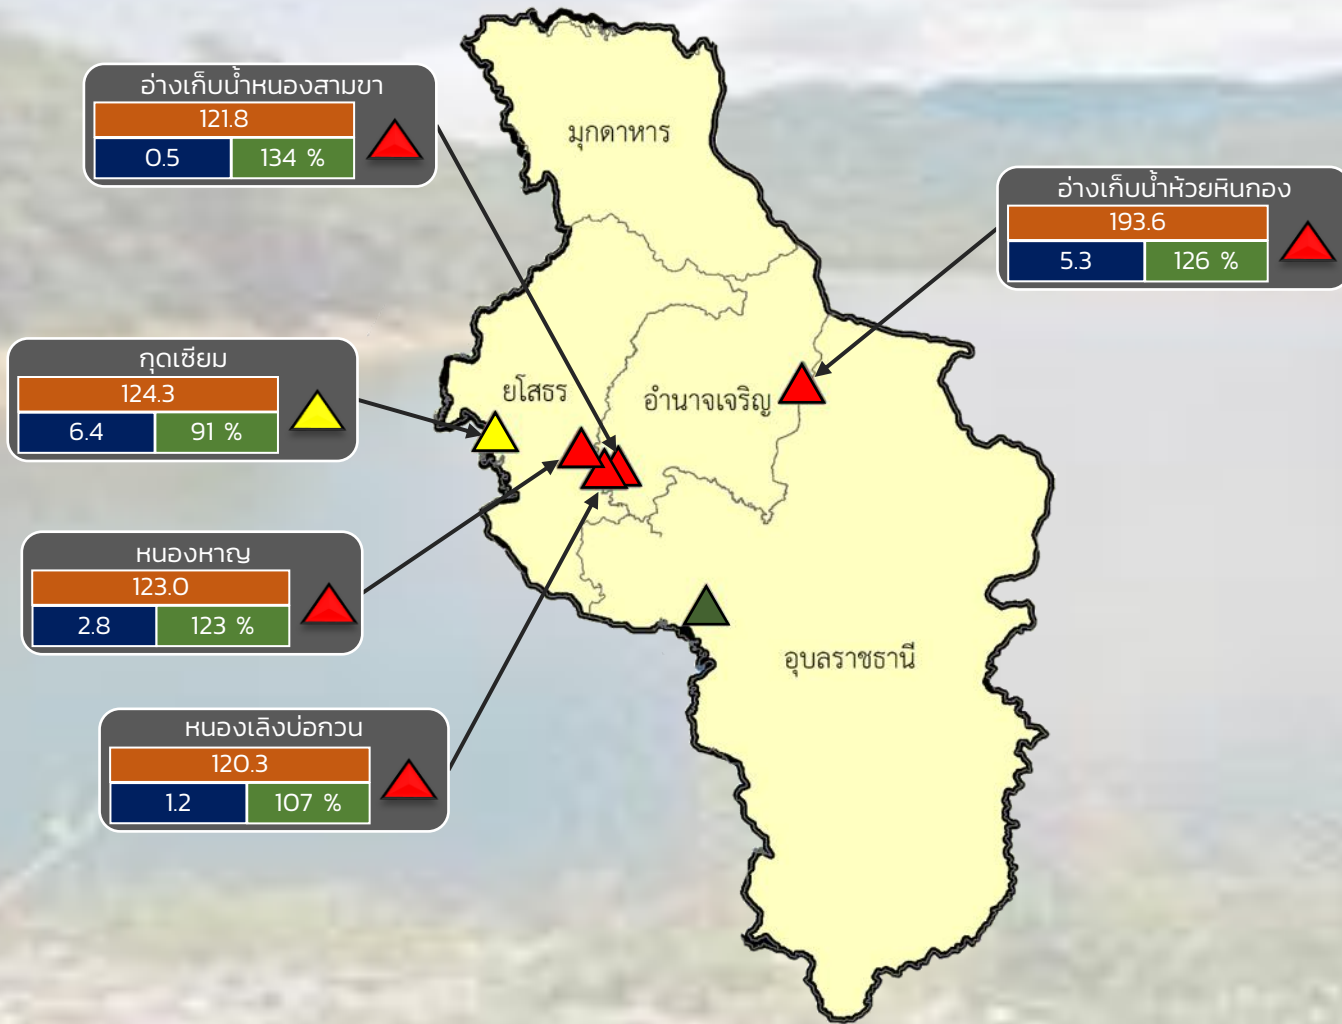 อ่างเก็บน้ำหนองสามขา
121.8
0.5 134 %
มุกดาหาร
อ่างเก็บน้ำห้วยหินกอง
193.6
5.3 126 %
กุดเซียม
124.3
6.4 91 %
ยโสธร
อำนาจเจริญ
หนองหาญ
123.0
2.8 123 %
อุบลราชธานี
หนองเลิงบ่อกวน
120.3
1.2 107 %